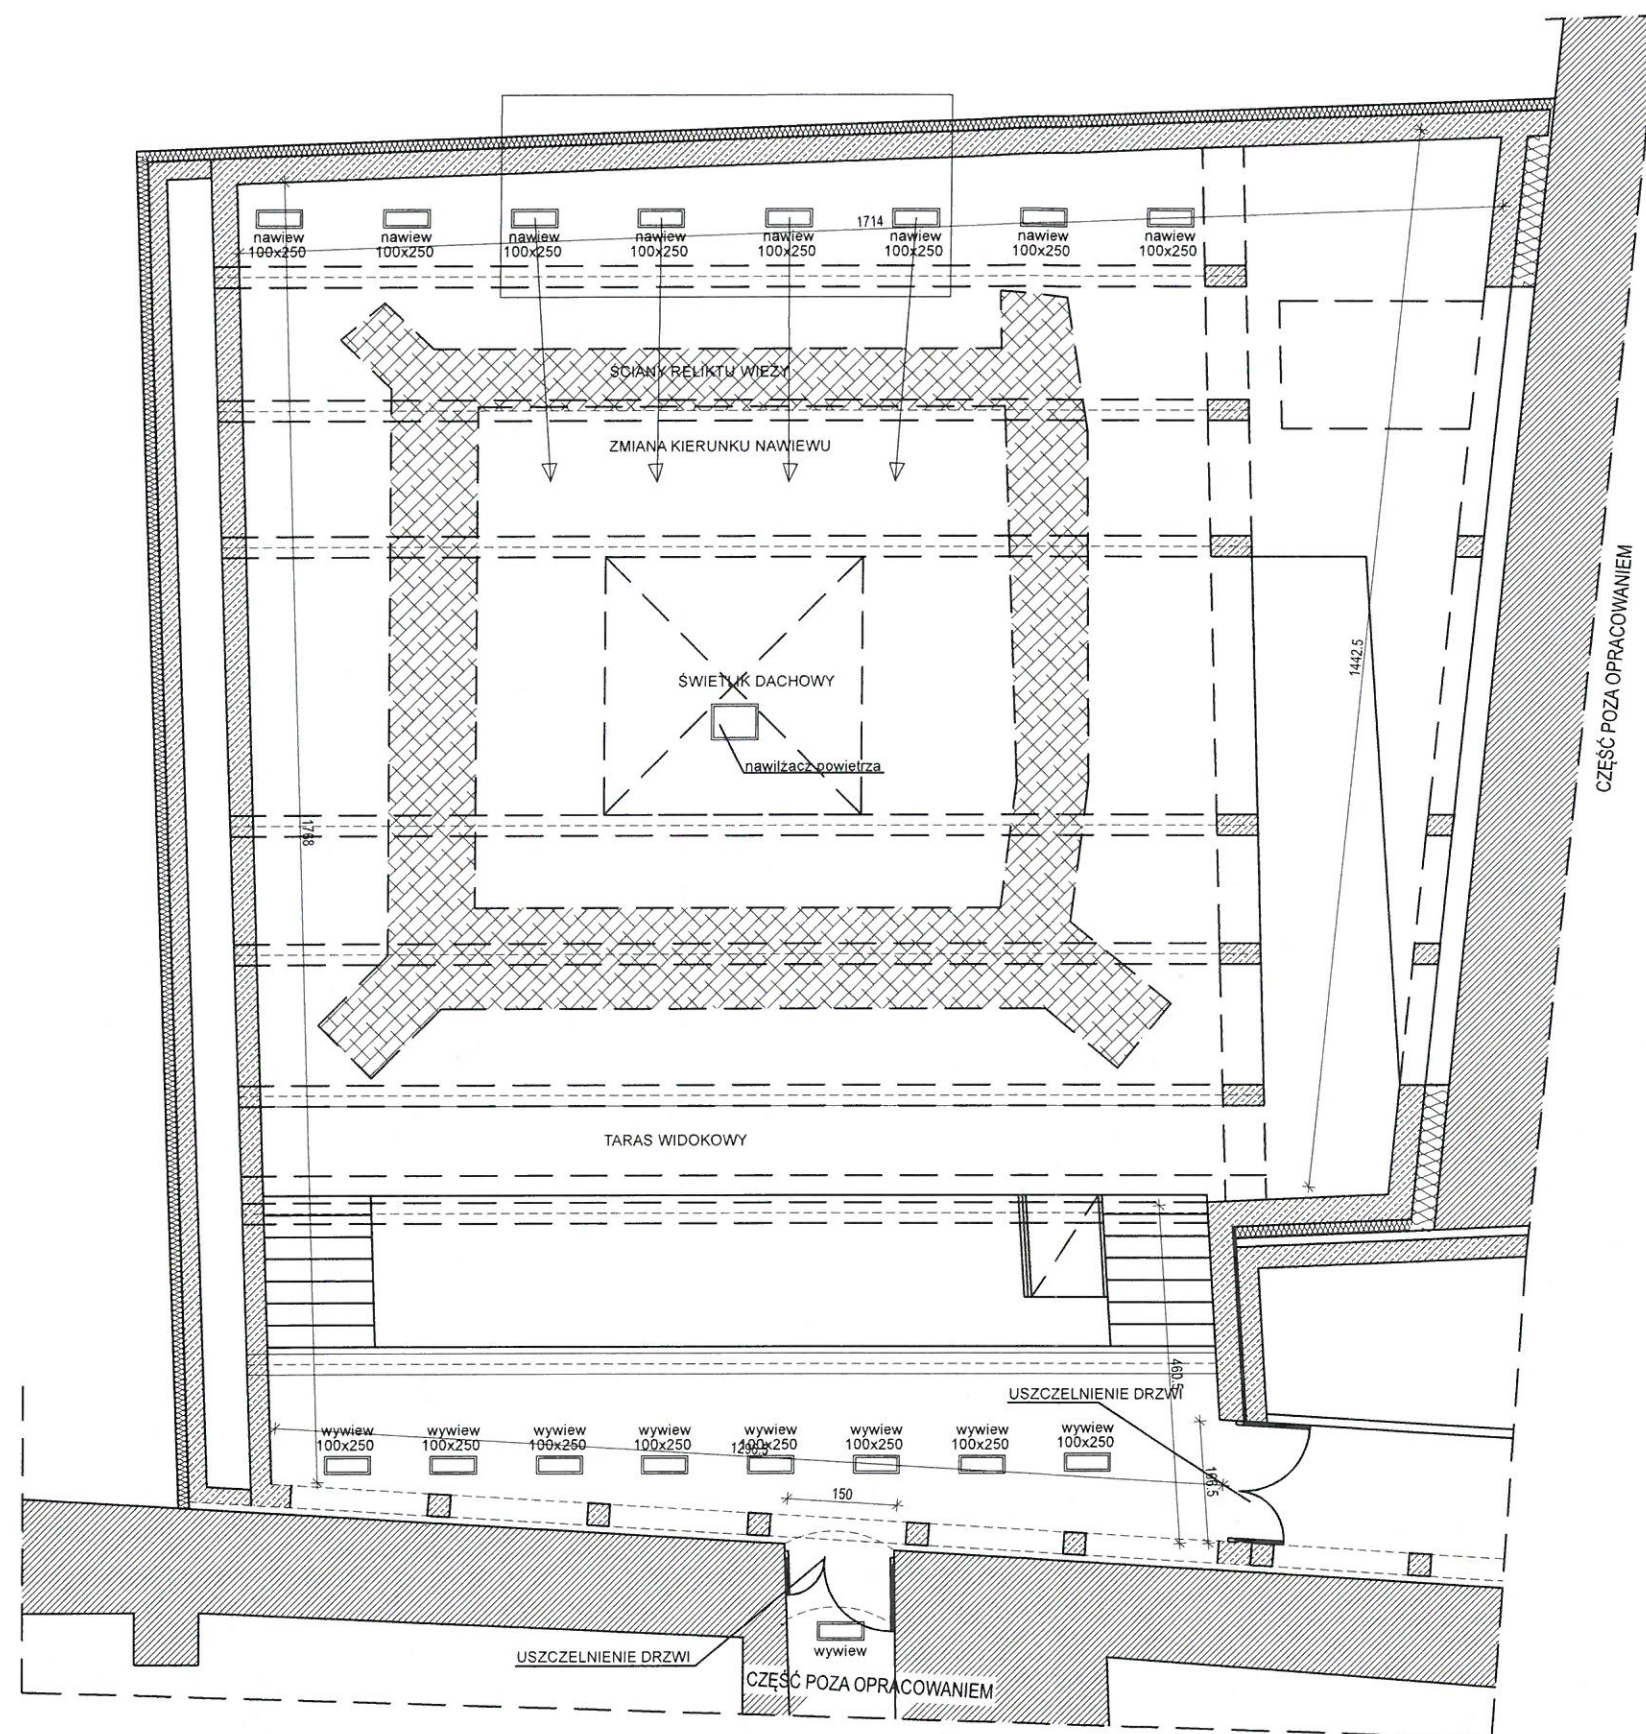 nawiew
100x250
nawiew
100x250
nawiew
100x250
nawiew
100x250
nawiew
100x250
nawiew
100x250
nawiew
100x250
nawiew
100x250
1714
ŚCIANY RELIKTU WIEŻY
ZMIANA KIERUNKU NAWIEWU
ŚWIETLIK DACHOWY
nawilżacz powietrza
1768
1442.5
CZĘŚĆ POZA OPRACOWANIEM
TARAS WIDOKOWY
460.5
USZCZELNIENIE DRZWI
wywiew
100x250
wywiew
100x250
wywiew
100x250
wywiew
100x250
wywiew
100x250
wywiew
100x250
wywiew
100x250
wywiew
100x250
150
USZCZELNIENIE DRZWI
wywiew
CZĘŚĆ POZA OPRACOWANIEM